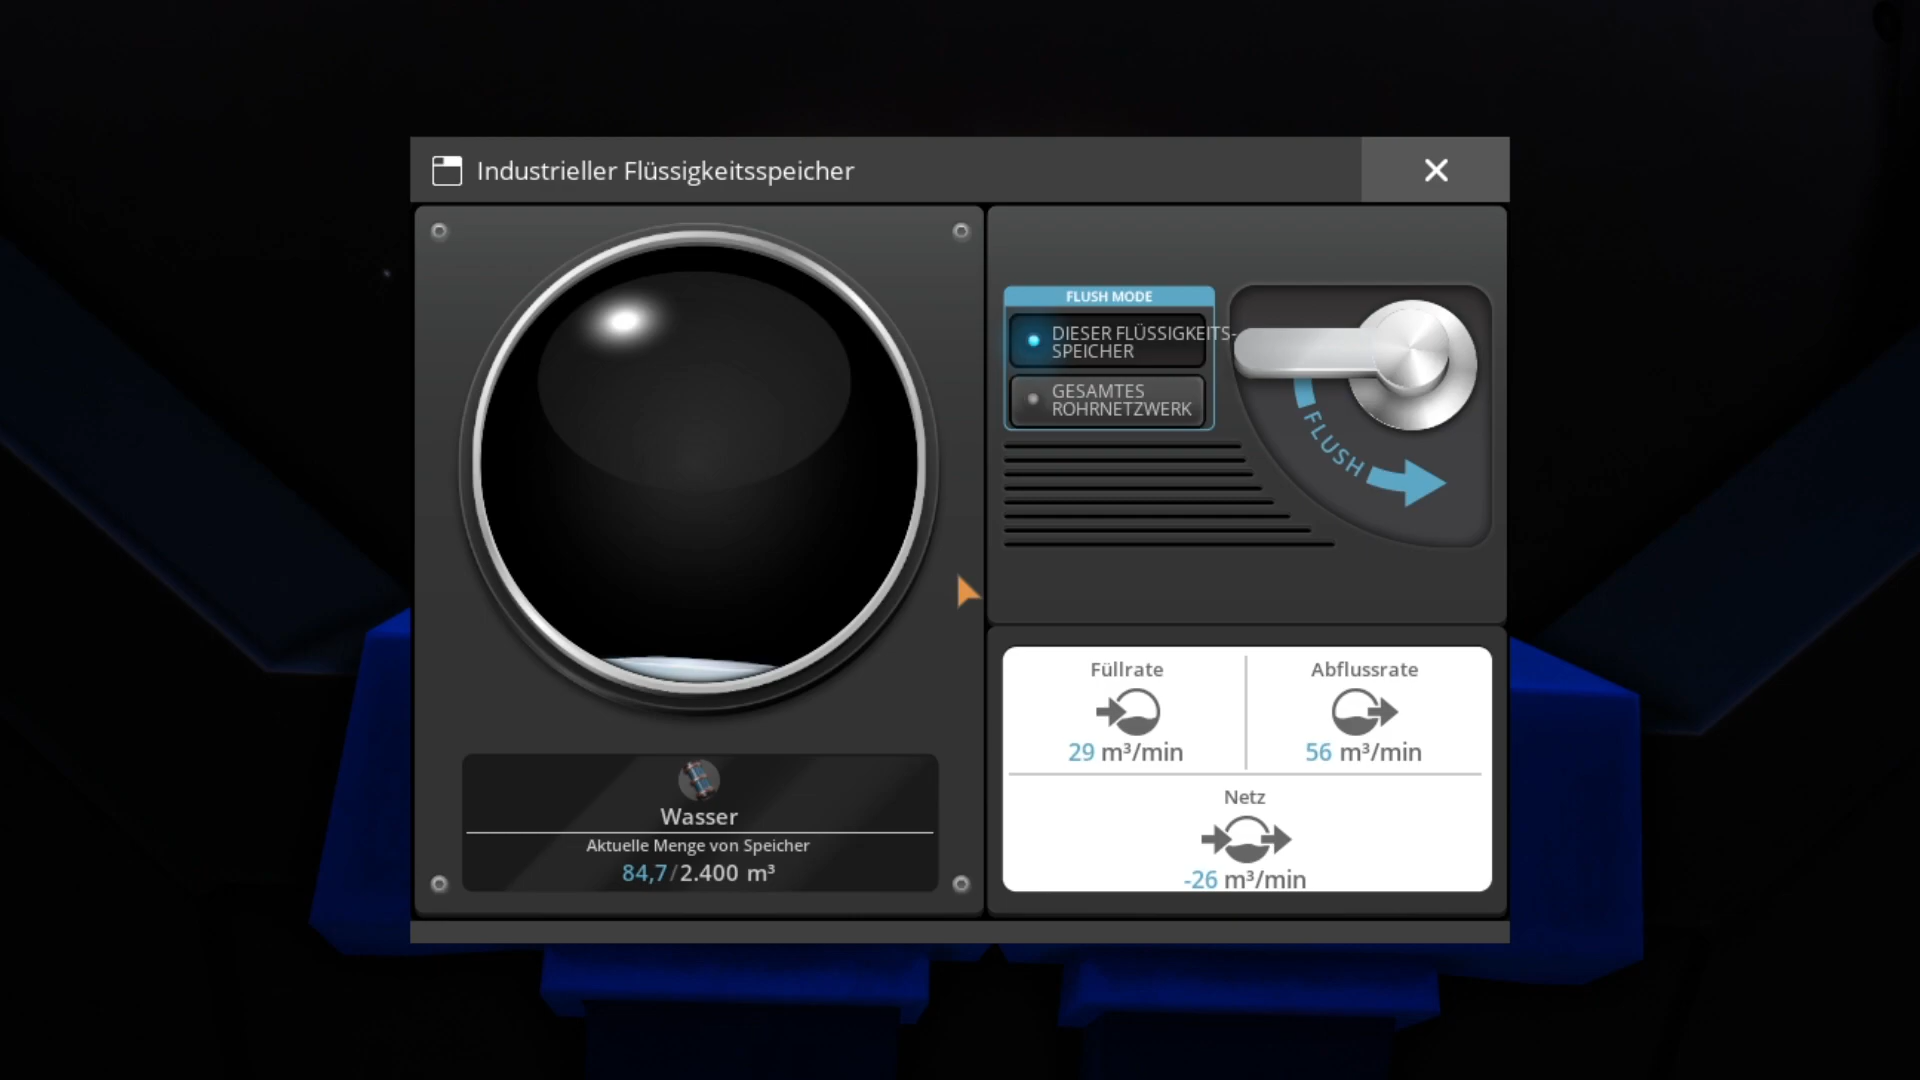 Industrieller Flüssigkeitsspeicher
FLUSH MODE
DIESER FLÜSSIGKEITS-
SPEICHER
GESAMTES
ROHRNETZWERK
FLUSH
Wasser
Aktuelle Menge von Speicher
84,7/2.400 m³
Füllrate
29 m³/min
Abflussrate
56 m³/min
Netz
-26 m³/min